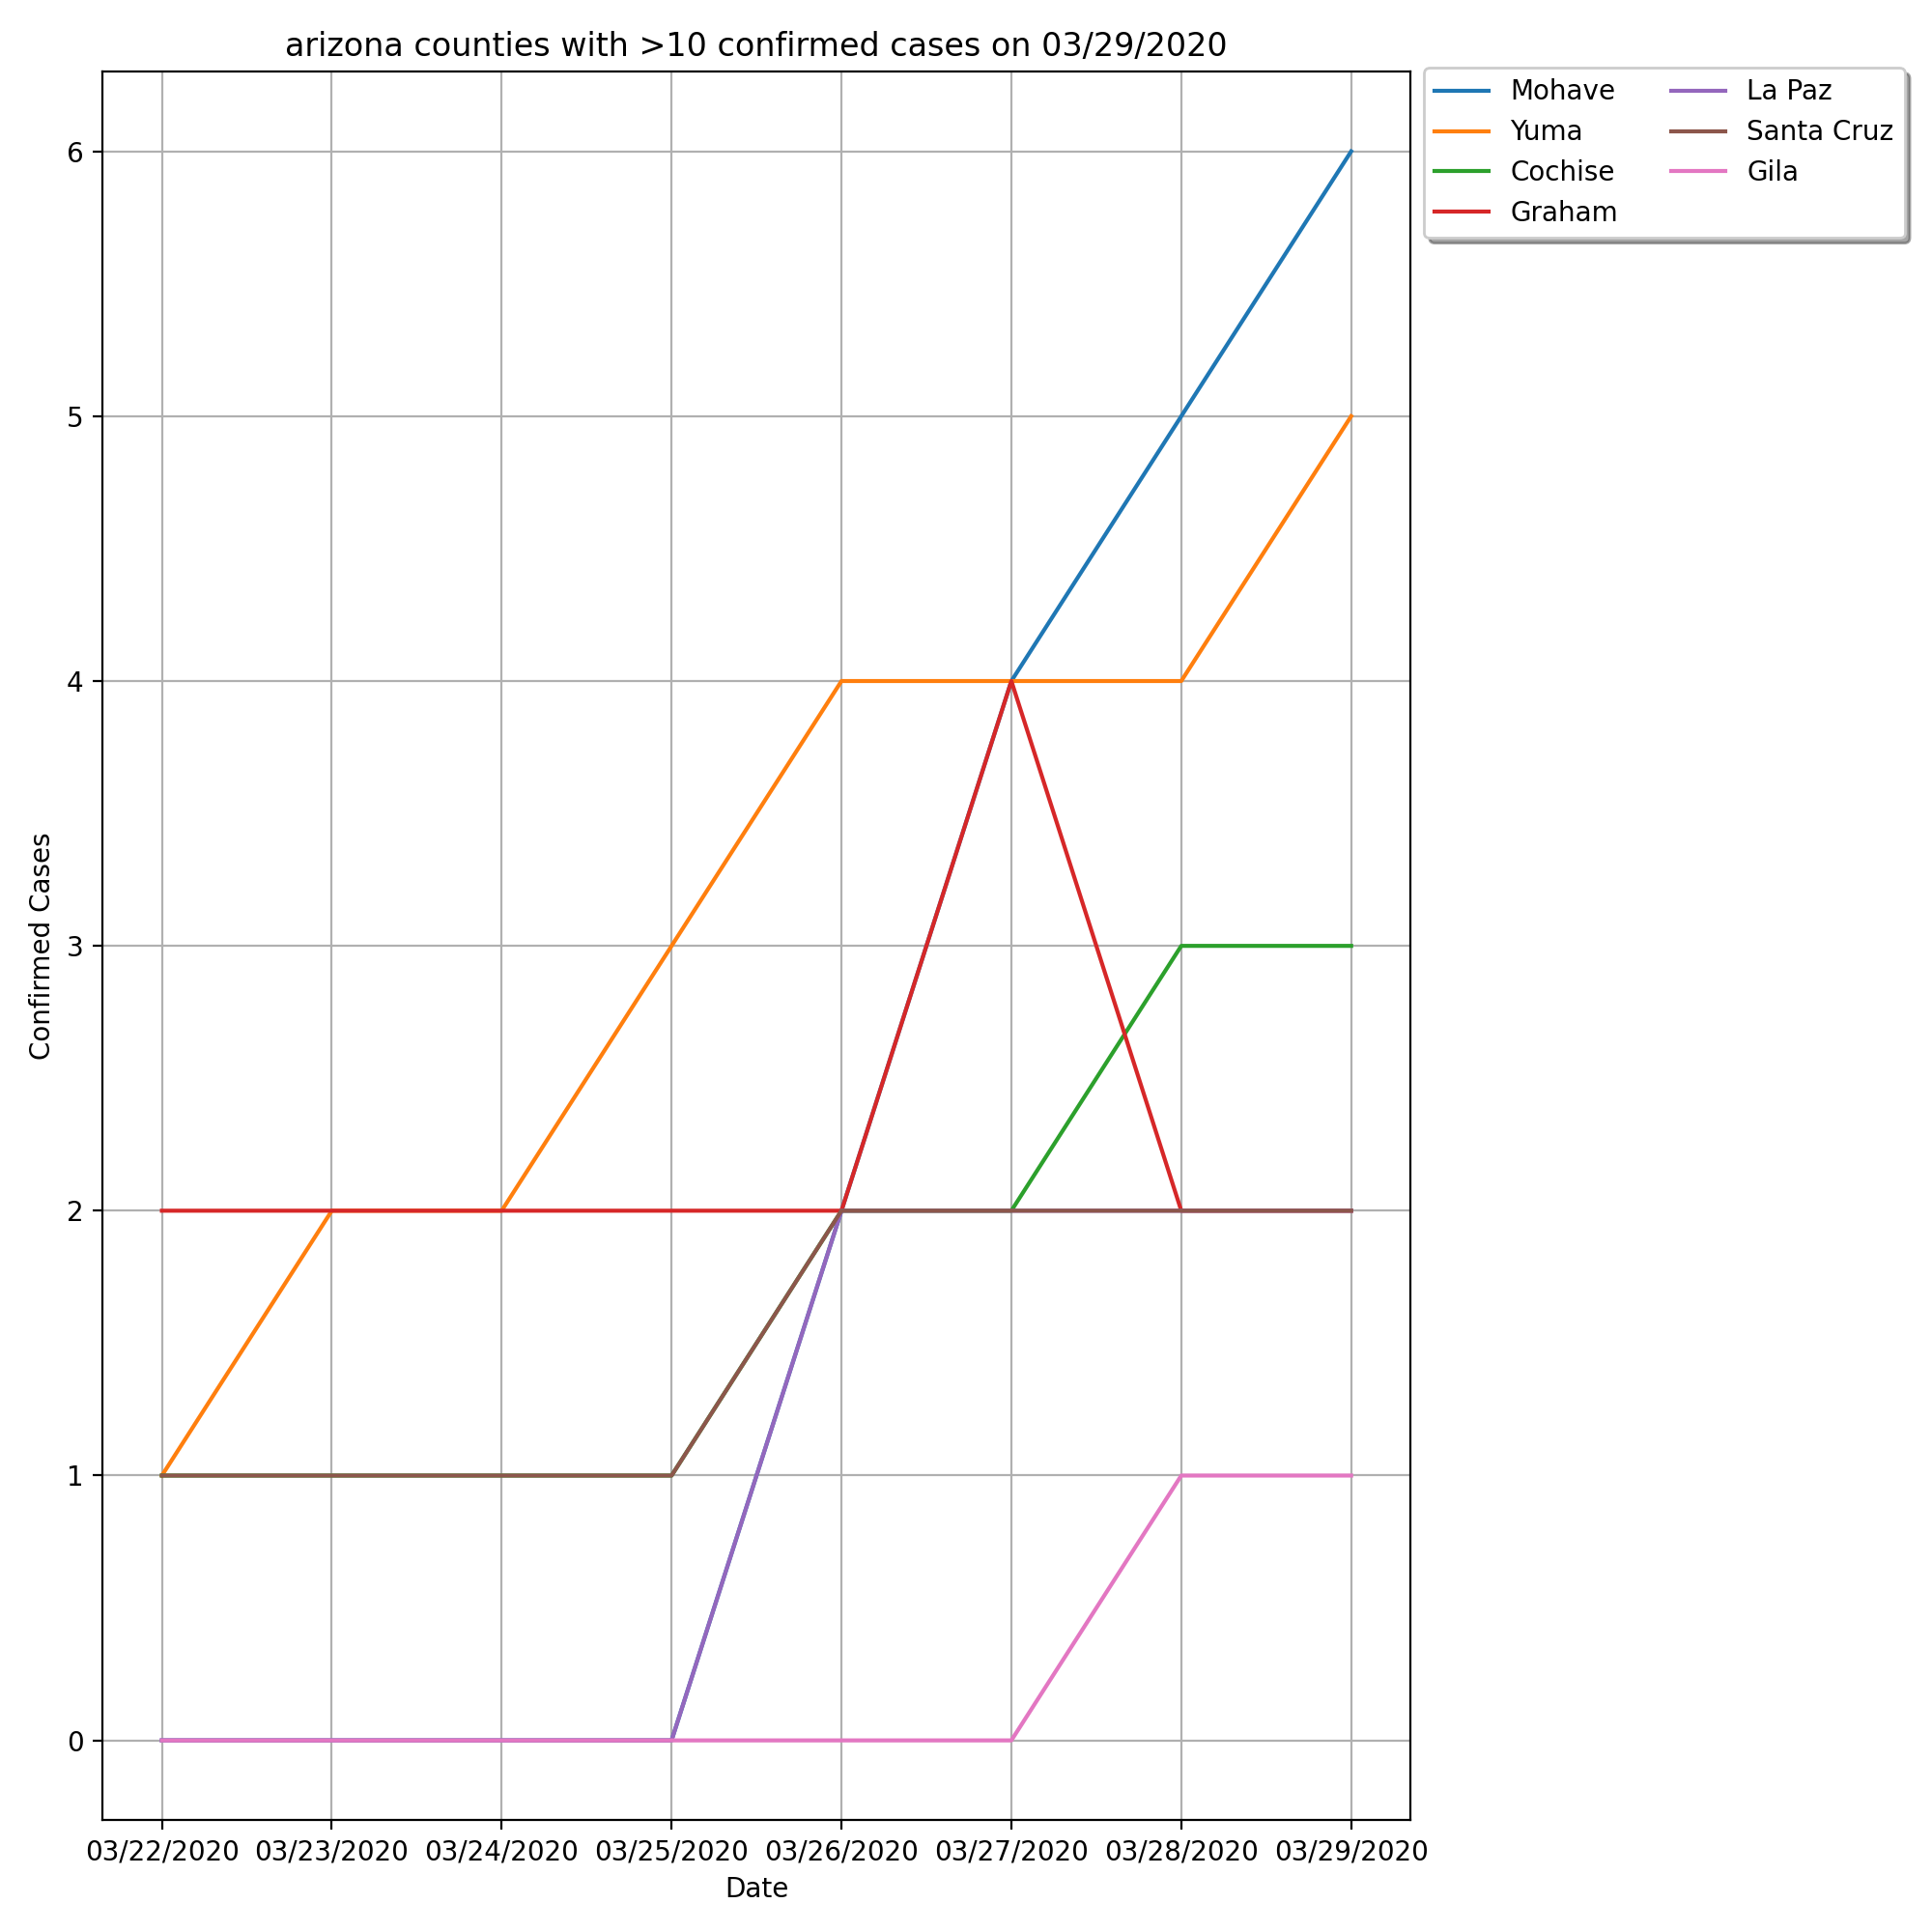 arizona counties with >10 confirmed cases on 03/29/2020
Mohave
Yuma
Cochise
Graham
La Paz
Santa Cruz
Gila
6
5
4
3
2
1
0
Confirmed Cases
03/22/2020 03/23/2020 03/24/2020 03/25/2020 03/26/2020 03/27/2020 03/28/2020 03/29/2020
Date